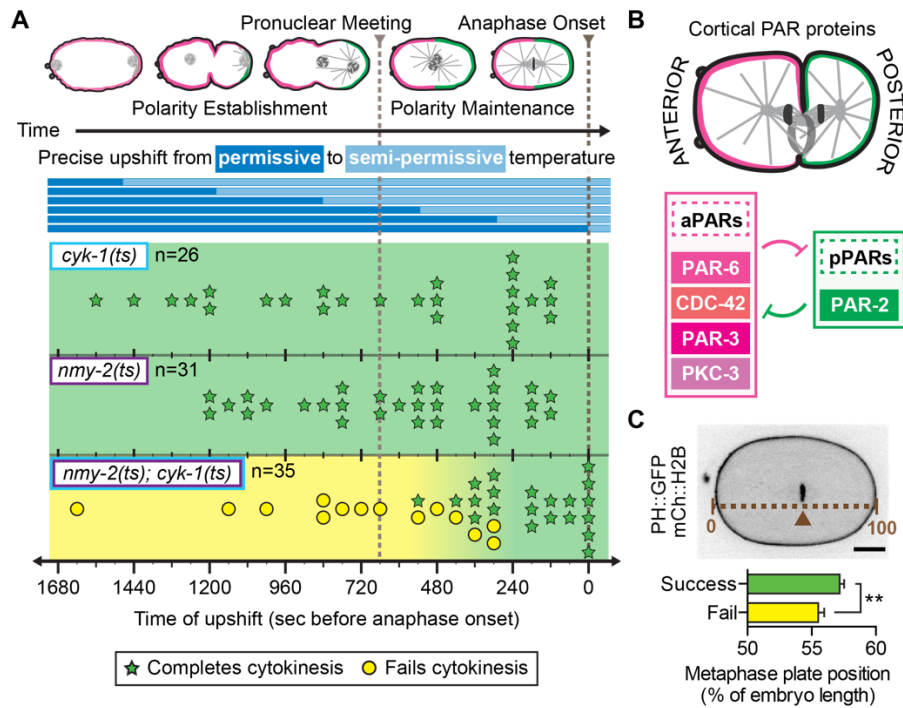 A
Pronuclear Meeting
Anaphase Onset
Polarity Establishment
Polarity Maintenance
Time
Precise upshift from permissive to semi-permissive temperature
cyk-1(ts) n=26
nmy-2(ts) n=31
nmy-2(ts); cyk-1(ts) n=35
1680 1440 1200 960 720 480 240 0
Time of upshift (sec before anaphase onset)
Completes cytokinesis
Fails cytokinesis
B
Cortical PAR proteins
ANTERIOR
POSTERIOR
aPARs
PAR-6
CDC-42
PAR-3
PKC-3
pPARs
PAR-2
C
PH::GFP
mCh::H2B
0
100
Success
Fail
**
50 55 60
Metaphase plate position
(% of embryo length)